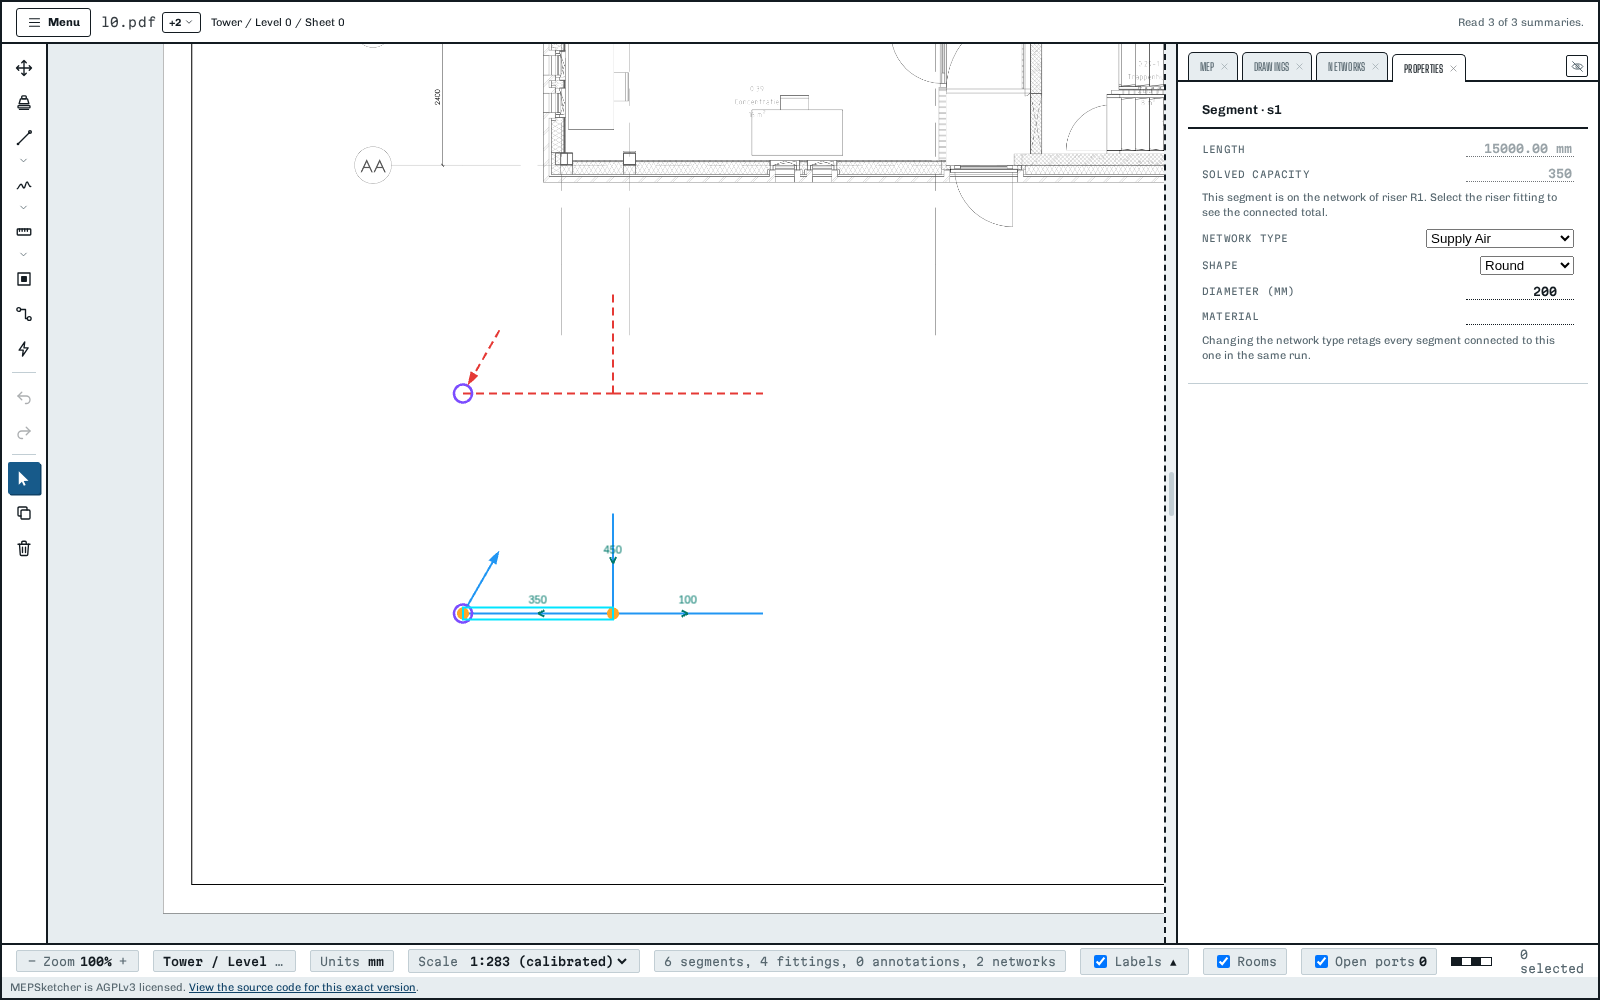 Menu l0.pdf +2 Tower / Level 0 / Sheet 0 Read 3 of 3 summaries.
MEP DRAWINGS NETWORKS PROPERTIES
Segment · s1
LENGTH 15000.00 mm
SOLVED CAPACITY 350
This segment is on the network of riser R1. Select the riser fitting to
see the connected total.
NETWORK TYPE Supply Air
SHAPE Round
DIAMETER (MM) 200
MATERIAL
Changing the network type retags every segment connected to this
one in the same run.
2400
0.39
Concentratie
AA
450
350
100
− Zoom 100% + Tower / Level … Units mm Scale 1:283 (calibrated) 6 segments, 4 fittings, 0 annotations, 2 networks Labels ▲ Rooms Open ports 0 0 selected
MEPSketcher is AGPLv3 licensed. View the source code for this exact version.